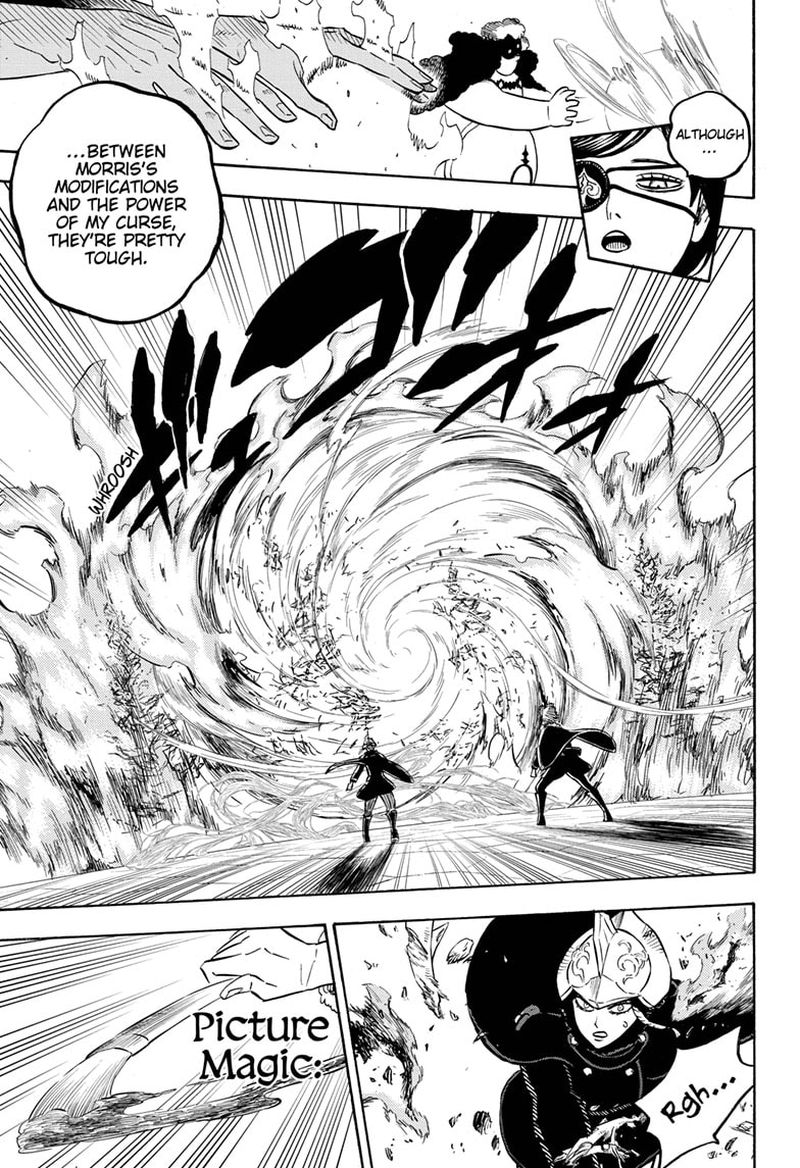 ALTHOUGH
...
...BETWEEN
MORRIS'S
MODIFICATIONS
AND THE POWER
OF MY CURSE,
THEY'RE PRETTY
TOUGH.
ギュゴオオ
WHROOSH
Rgh...
Picture
Magic: